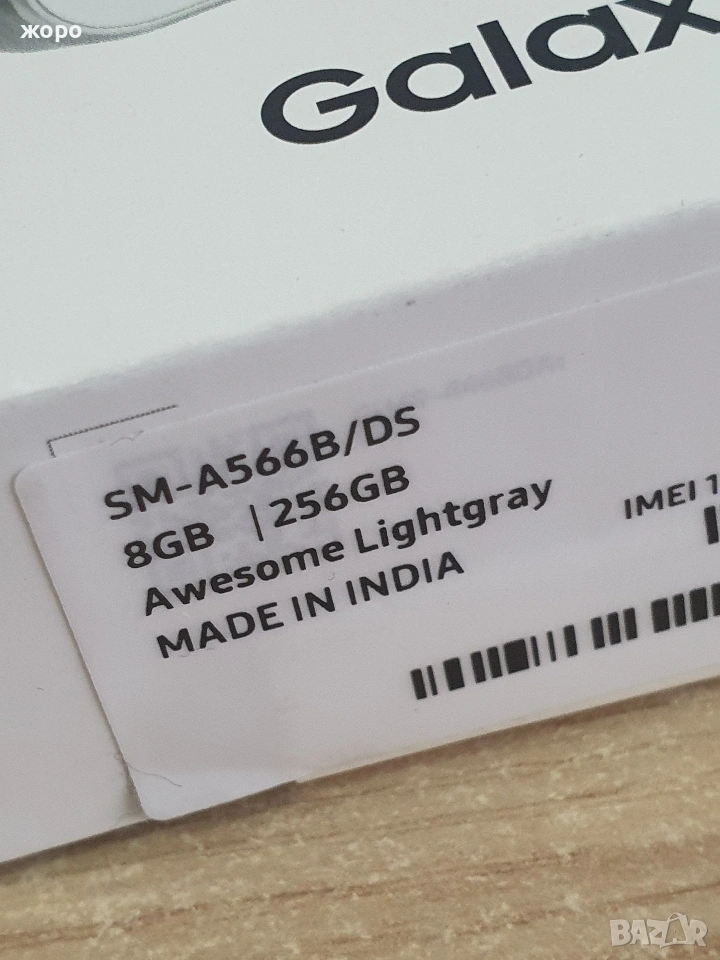 жоро
Galax
SM-A566B/DS
8GB | 256GB
Awesome Lightgray
MADE IN INDIA
IMEI 1
BAZAR